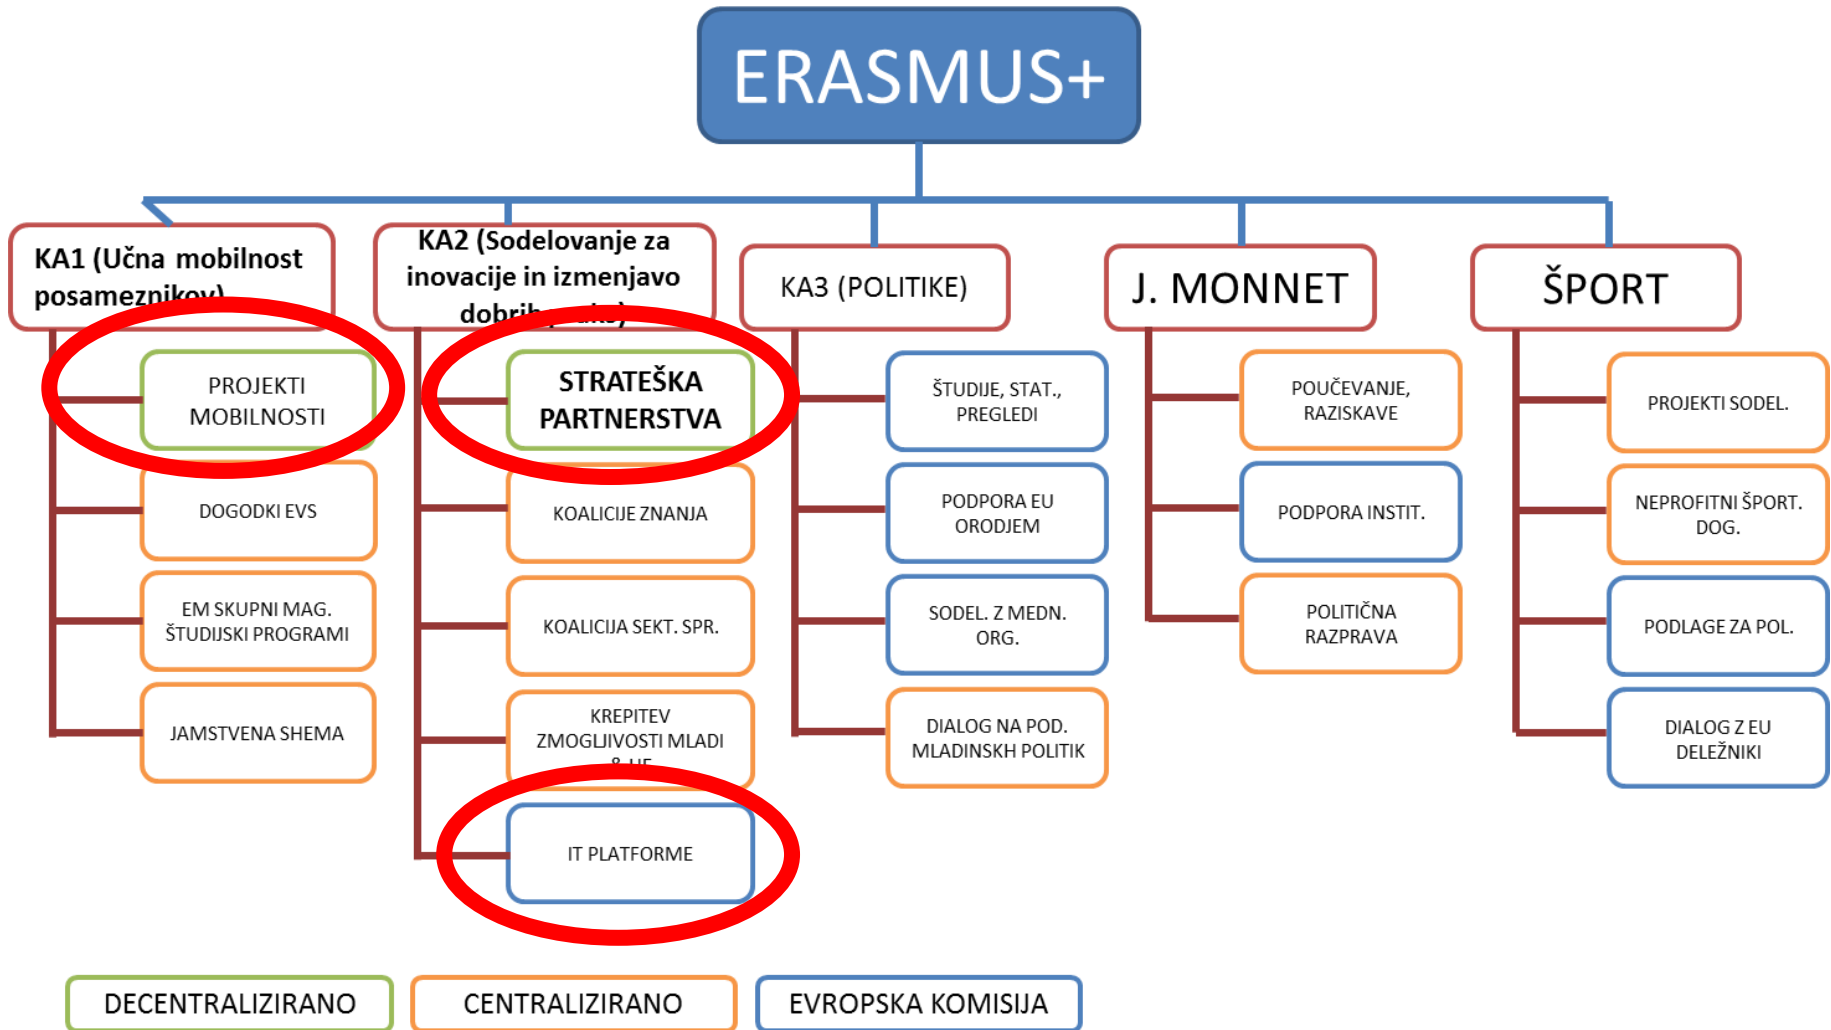 ERASMUS+
KA1 (Učna mobilnost
posameznikov)
PROJEKTI
MOBILNOSTI
DOGODKI EVS
EM SKUPNI MAG.
ŠTUDIJSKI PROGRAMI
JAMSTVENA SHEMA
KA2 (Sodelovanje za
inovacije in izmenjavo
dobrih
STRATEŠKA
PARTNERSTVA
KOALICIJE ZNANJA
KOALICIJA SEKT. SPR.
KREPITEV
ZMOGLJIVOSTI MLADI
IT PLATFORME
KA3 (POLITIKE)
ŠTUDIJE, STAT.,
PREGLEDI
PODPORA EU
ORODJEM
SODEL. Z MEDN.
ORG.
DIALOG NA POD.
MLADINSKH POLITIK
J. MONNET
POUČEVANJE,
RAZISKAVE
PODPORA INSTIT.
POLITIČNA
RAZPRAVA
ŠPORT
PROJEKTI SODEL.
NEPROFITNI ŠPORT.
DOG.
PODLAGE ZA POL.
DIALOG Z EU
DELEŽNIKI
DECENTRALIZIRANO
CENTRALIZIRANO
EVROPSKA KOMISIJA